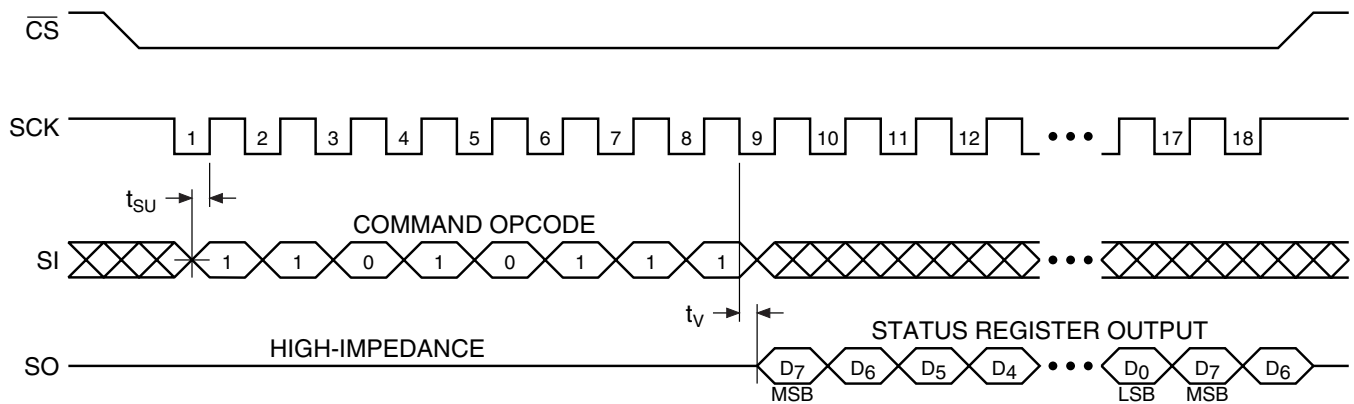 CS
SCK 1 2 3 4 5 6 7 8 9 10 11 12 17 18
tSU
COMMAND OPCODE
SI 1 1 0 1 0 1 1 1
tV
STATUS REGISTER OUTPUT
HIGH-IMPEDANCE
SO D7 D6 D5 D4 D0 D7 D6
MSB LSB MSB